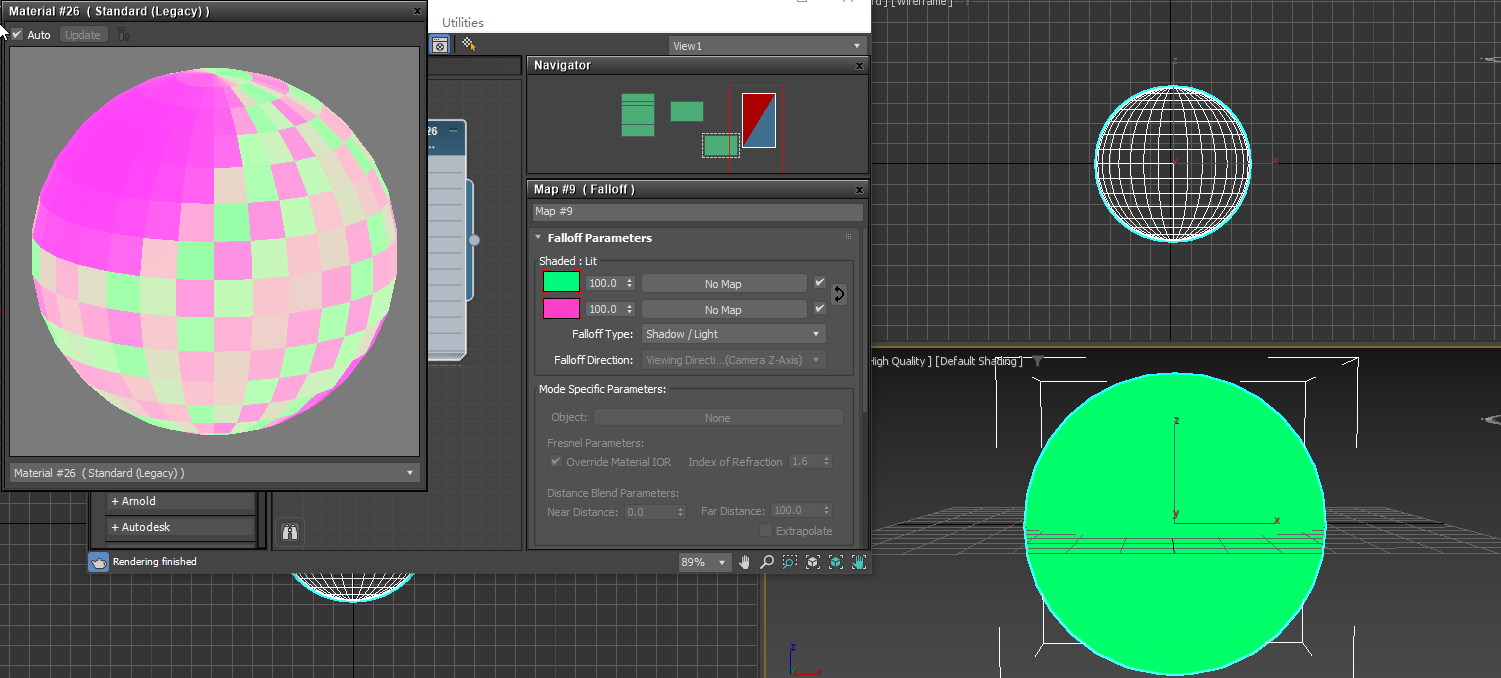 Material #26 ( Standard (Legacy) )
x
Auto
Update
Utilities
View1
Navigator
x
26
...
Map #9 ( Falloff )
x
Map #9
Falloff Parameters
Shaded : Lit
100.0
No Map
100.0
No Map
Falloff Type:
Shadow / Light
Falloff Direction:
Viewing Directi...(Camera Z-Axis)
Mode Specific Parameters:
Object:
None
Fresnel Parameters:
Override Material IOR
Index of Refraction
1.6
Distance Blend Parameters:
Near Distance:
0.0
Far Distance:
100.0
Extrapolate
Material #26 ( Standard (Legacy) )
+ Arnold
+ Autodesk
Rendering finished
89%
[Wireframe ]
z
x
High Quality ] [Default Shading ]
z
y
x
z
x